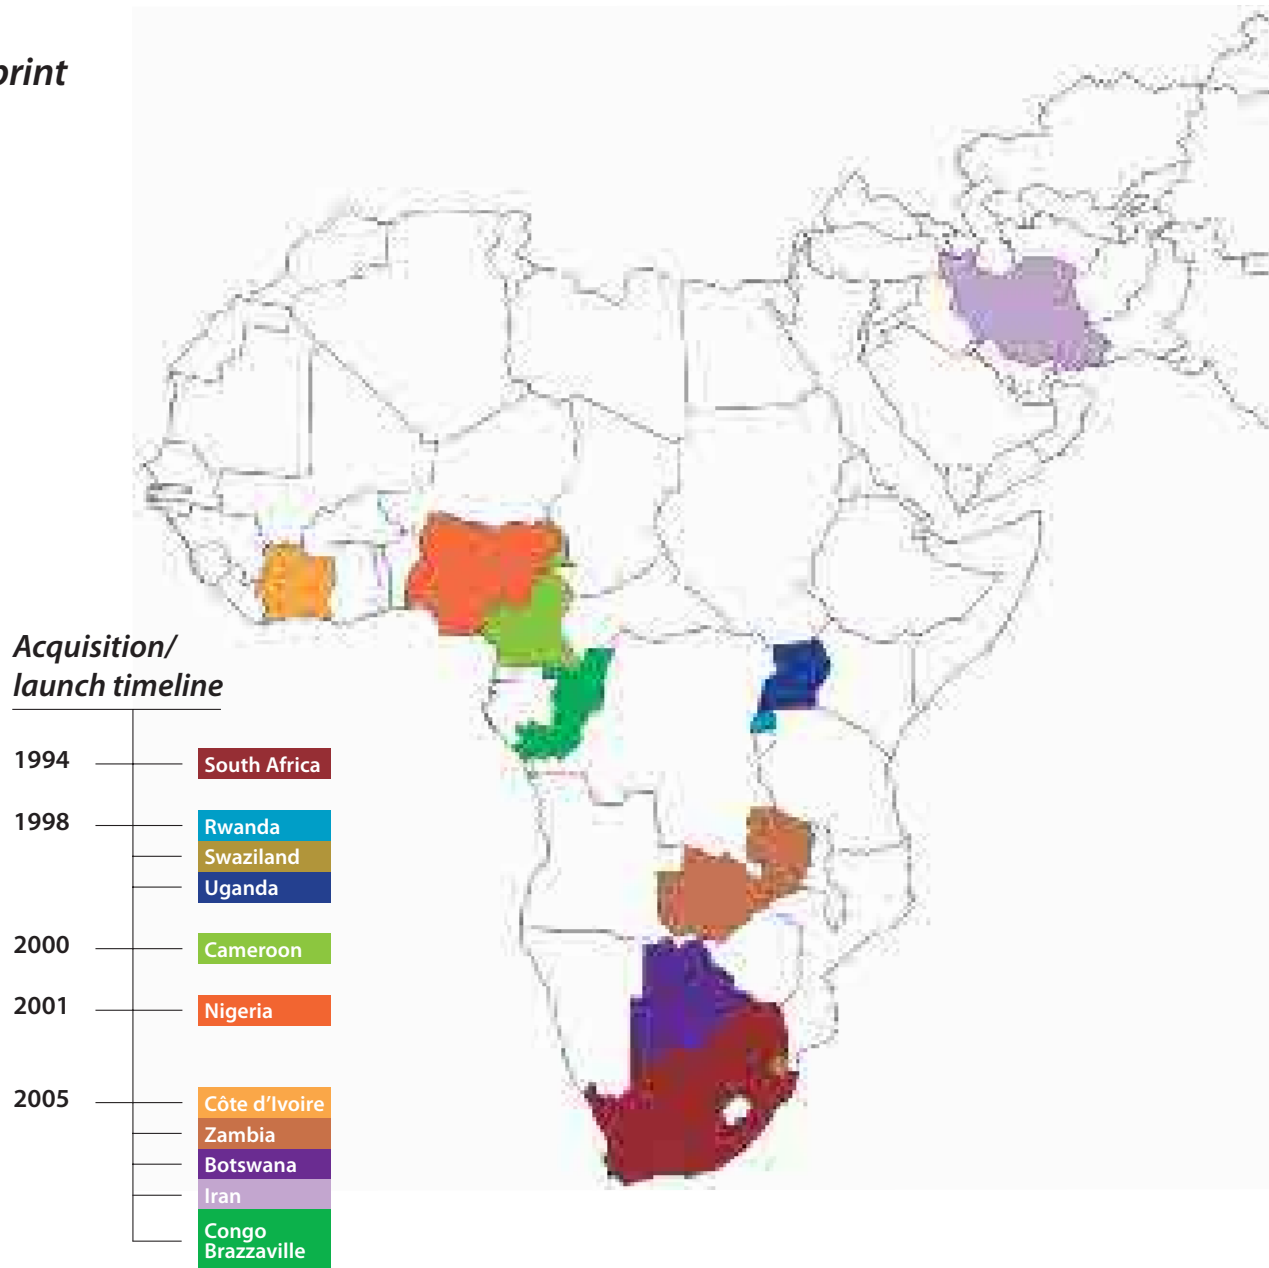 print
Acquisition/
launch timeline
1994
South Africa
1998
Rwanda
Swaziland
Uganda
2000
Cameroon
2001
Nigeria
2005
Côte d'Ivoire
Zambia
Botswana
Iran
Congo
Brazzaville